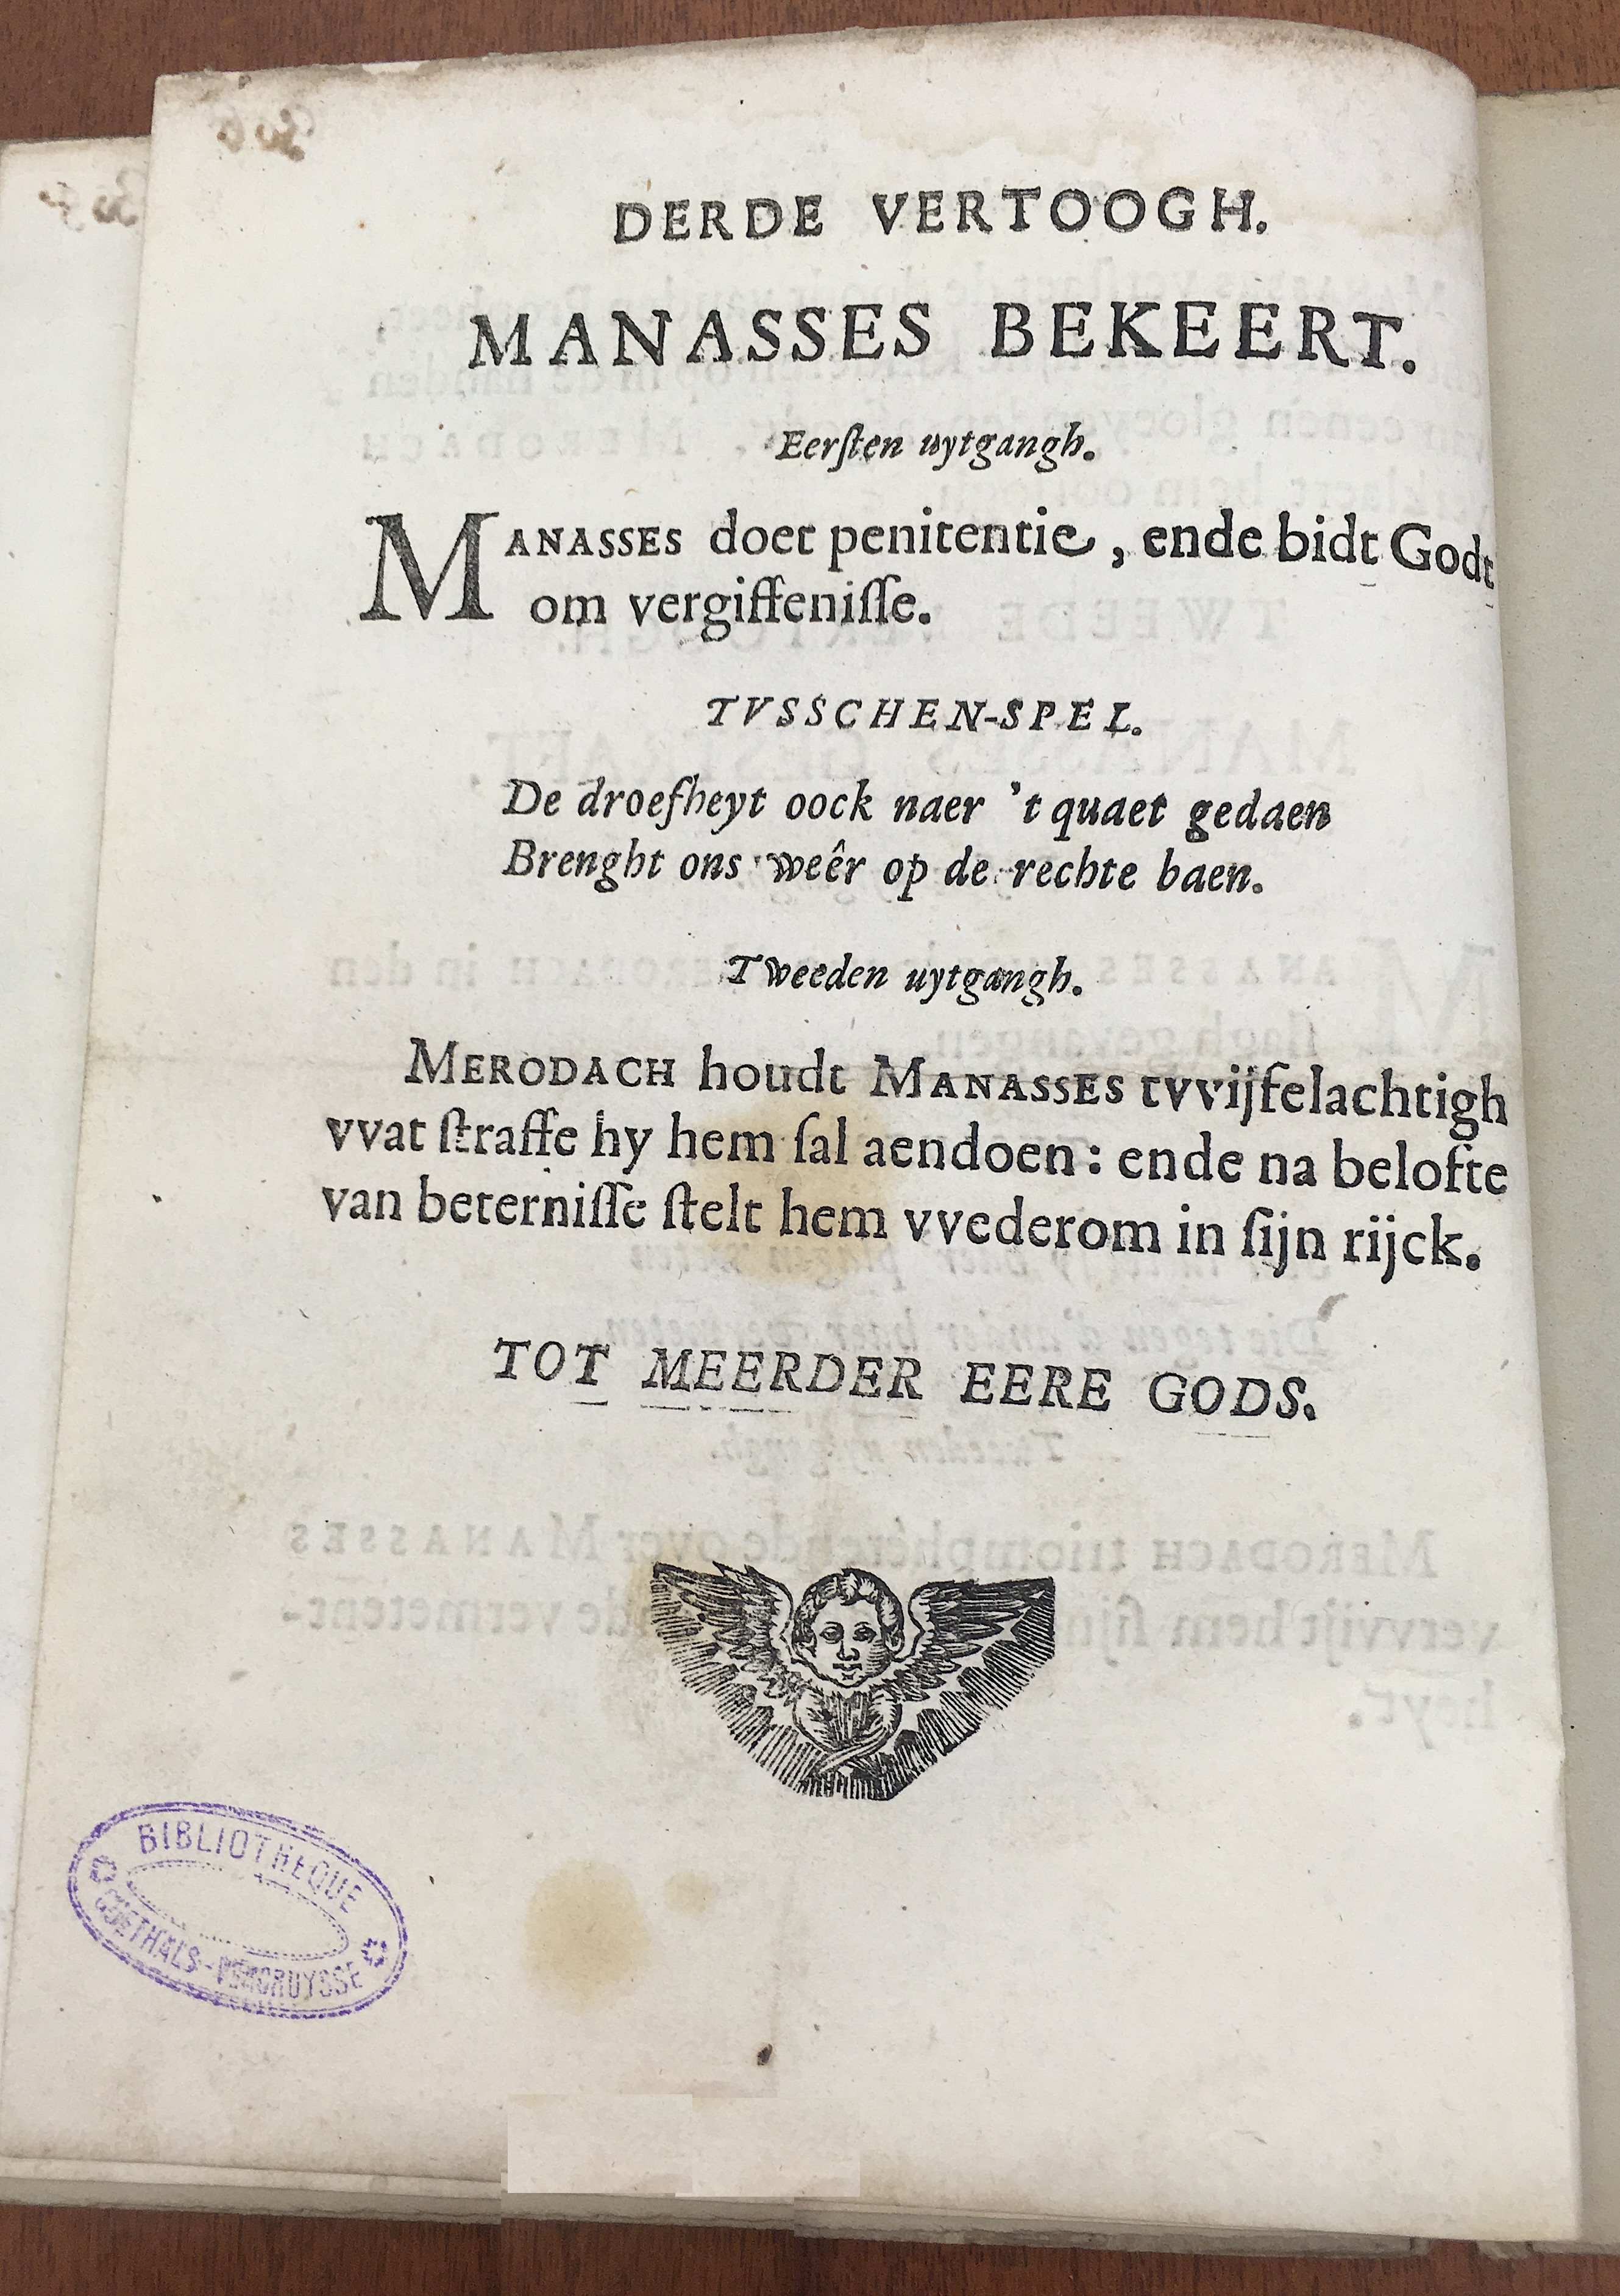 DERDE VERTOOGH.
MANASSES BEKEERT.
Eerſten uytgangh.
MANASSES doet penitentie, ende bidt Godt
om vergiffeniſſe.
TVSSCHEN-SPEL.
De droefheyt oock naer 't quaet gedaen
Brenght ons weêr op de rechte baen.
Tweeden uytgangh.
MERODACH houdt MANASSES tvvijfelachtigh
vvat ſtraffe hy hem ſal aendoen: ende na belofte
van beterniſſe ſtelt hem vvederom in ſijn rijck.
TOT MEERDER EERE GODS.
BIBLIOTHEQUE
GOETHALS-VERCRUYSSE